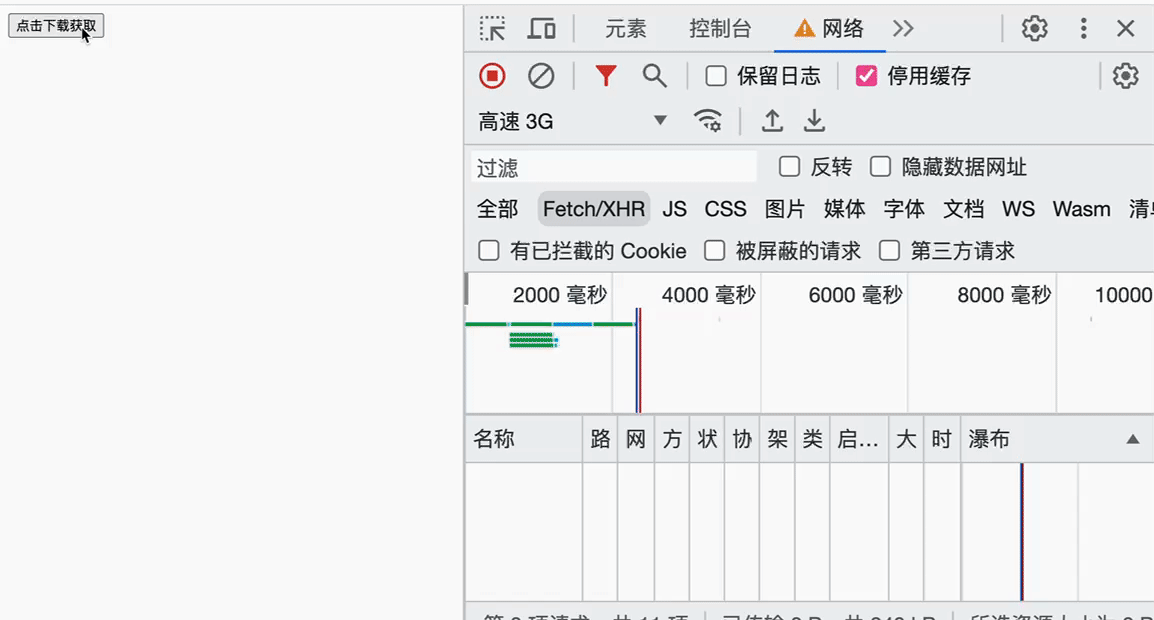 点击下载获取
元素 控制台 网络
保留日志 停用缓存
高速 3G
过滤 反转 隐藏数据网址
全部 Fetch/XHR JS CSS 图片 媒体 字体 文档 WS Wasm 清单
有已拦截的 Cookie 被屏蔽的请求 第三方请求
2000 毫秒 4000 毫秒 6000 毫秒 8000 毫秒 10000
名称 路 网 方 状 协 架 类 启... 大 时 瀑布